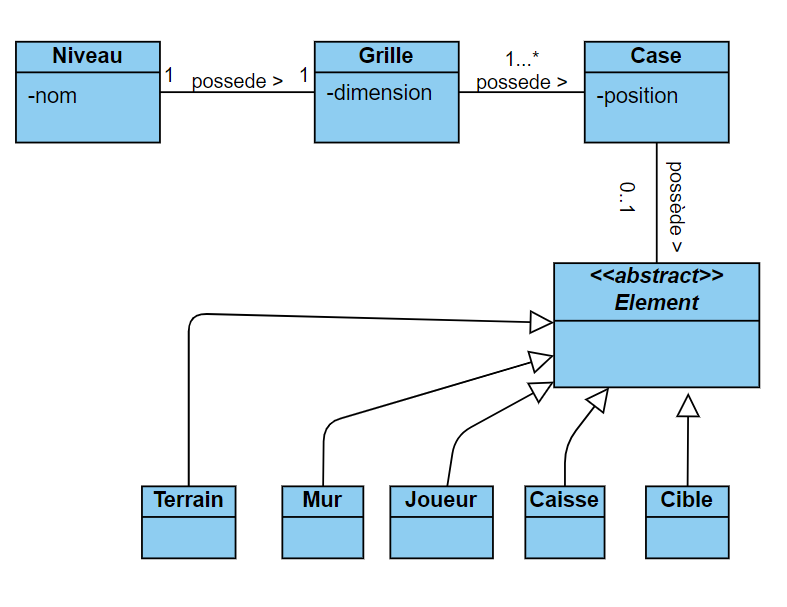 Niveau
-nom
1
possede >
1
Grille
-dimension
1...*
possede >
Case
-position
0..1
possède >
<<abstract>>
Element
Terrain
Mur
Joueur
Caisse
Cible